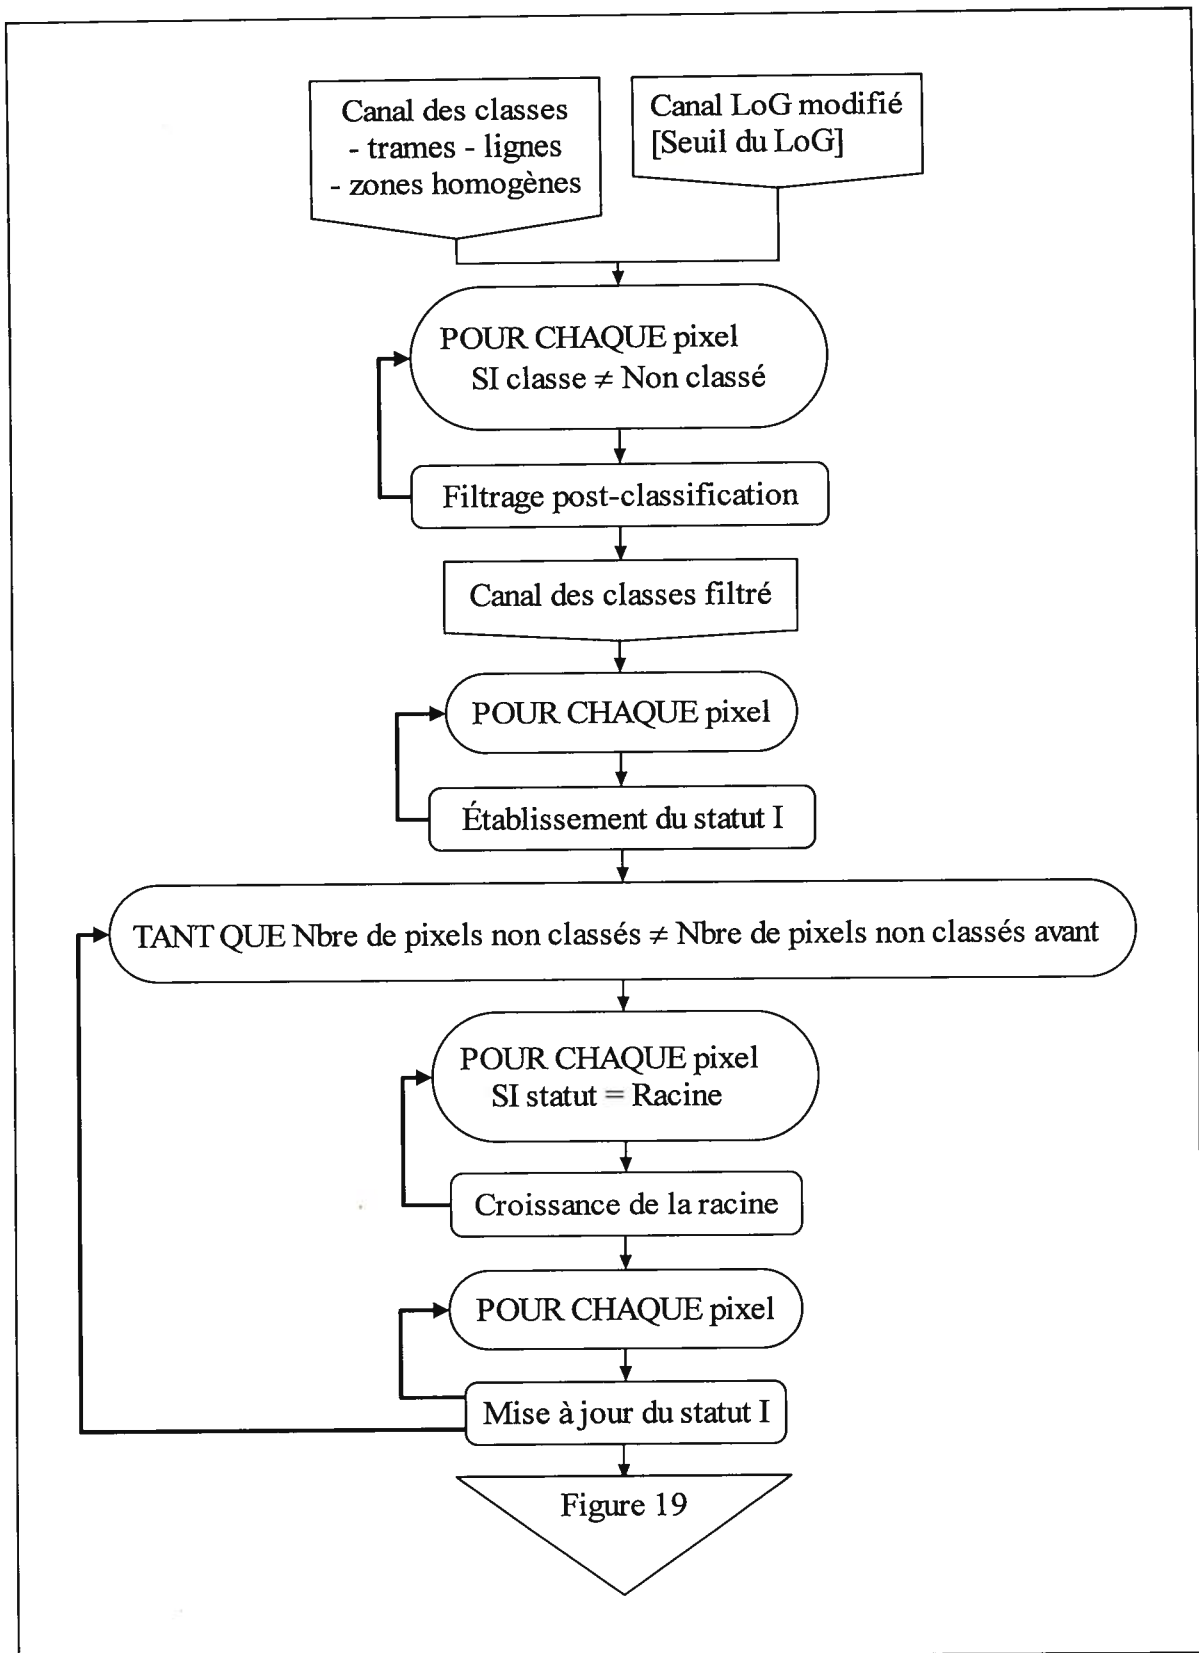 Canal des classes
- trames - lignes
- zones homogènes
Canal LoG modifié
[Seuil du LoG]
POUR CHAQUE pixel
SI classe ≠ Non classé
Filtrage post-classification
Canal des classes filtré
POUR CHAQUE pixel
Établissement du statut I
TANT QUE Nbre de pixels non classés ≠ Nbre de pixels non classés avant
POUR CHAQUE pixel
SI statut = Racine
Croissance de la racine
POUR CHAQUE pixel
Mise à jour du statut I
Figure 19